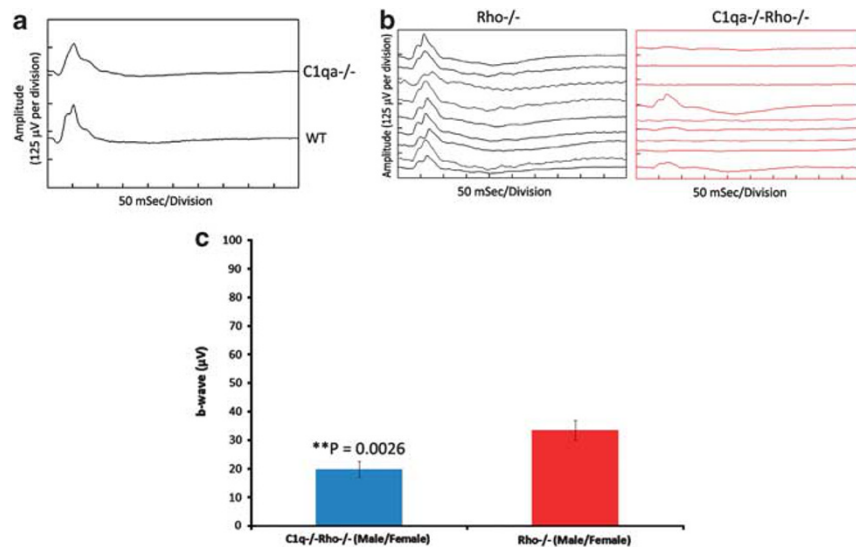 a
Amplitude
(125 µV per division)
C1qa-/-
WT
50 mSec/Division
b
Rho-/-
C1qa-/-Rho-/-
Amplitude (125 µV per division)
50 mSec/Division
50 mSec/Division
c
b-wave (µV)
100
90
80
70
60
50
40
30
20
10
0
**P = 0.0026
C1q-/-Rho-/- (Male/Female)
Rho-/- (Male/Female)